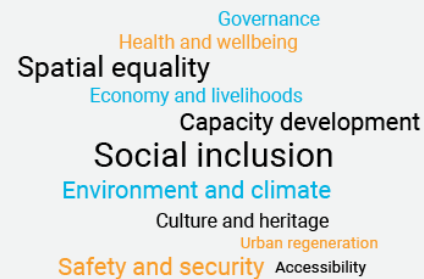 Governance
Health and wellbeing
Spatial equality
Economy and livelihoods
Capacity development
Social inclusion
Environment and climate
Culture and heritage
Urban regeneration
Safety and security Accessibility